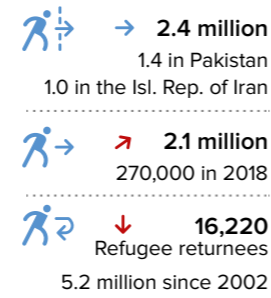 2.4 million
1.4 in Pakistan
1.0 in the Isl. Rep. of Iran
2.1 million
270,000 in 2018
16,220
Refugee returnees
5.2 million since 2002